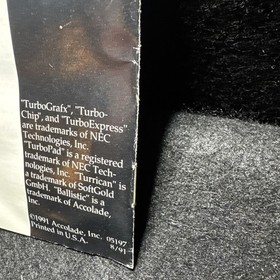 "TurboGrafx", "Turbo-
Chip", and "TurboExpress"
are trademarks of NEC
Technologies, Inc.
"TurboPad" is a registered
trademark of NEC Tech-
nologies, Inc. "Turrican" is
a trademark of SoftGold
GmbH. "Ballistic" is a
trademark of Accolade,
Inc.
©1991 Accolade, Inc. 05197
Printed in U.S.A. 8/91